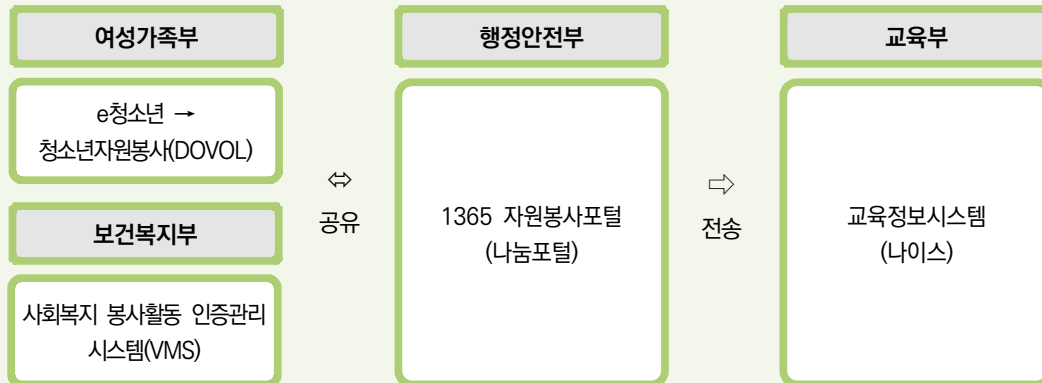 여성가족부
e청소년 →
청소년자원봉사(DOVOL)
보건복지부
사회복지 봉사활동 인증관리
시스템(VMS)
⇔
공유
행정안전부
1365 자원봉사포털
(나눔포털)
⇨
전송
교육부
교육정보시스템
(나이스)